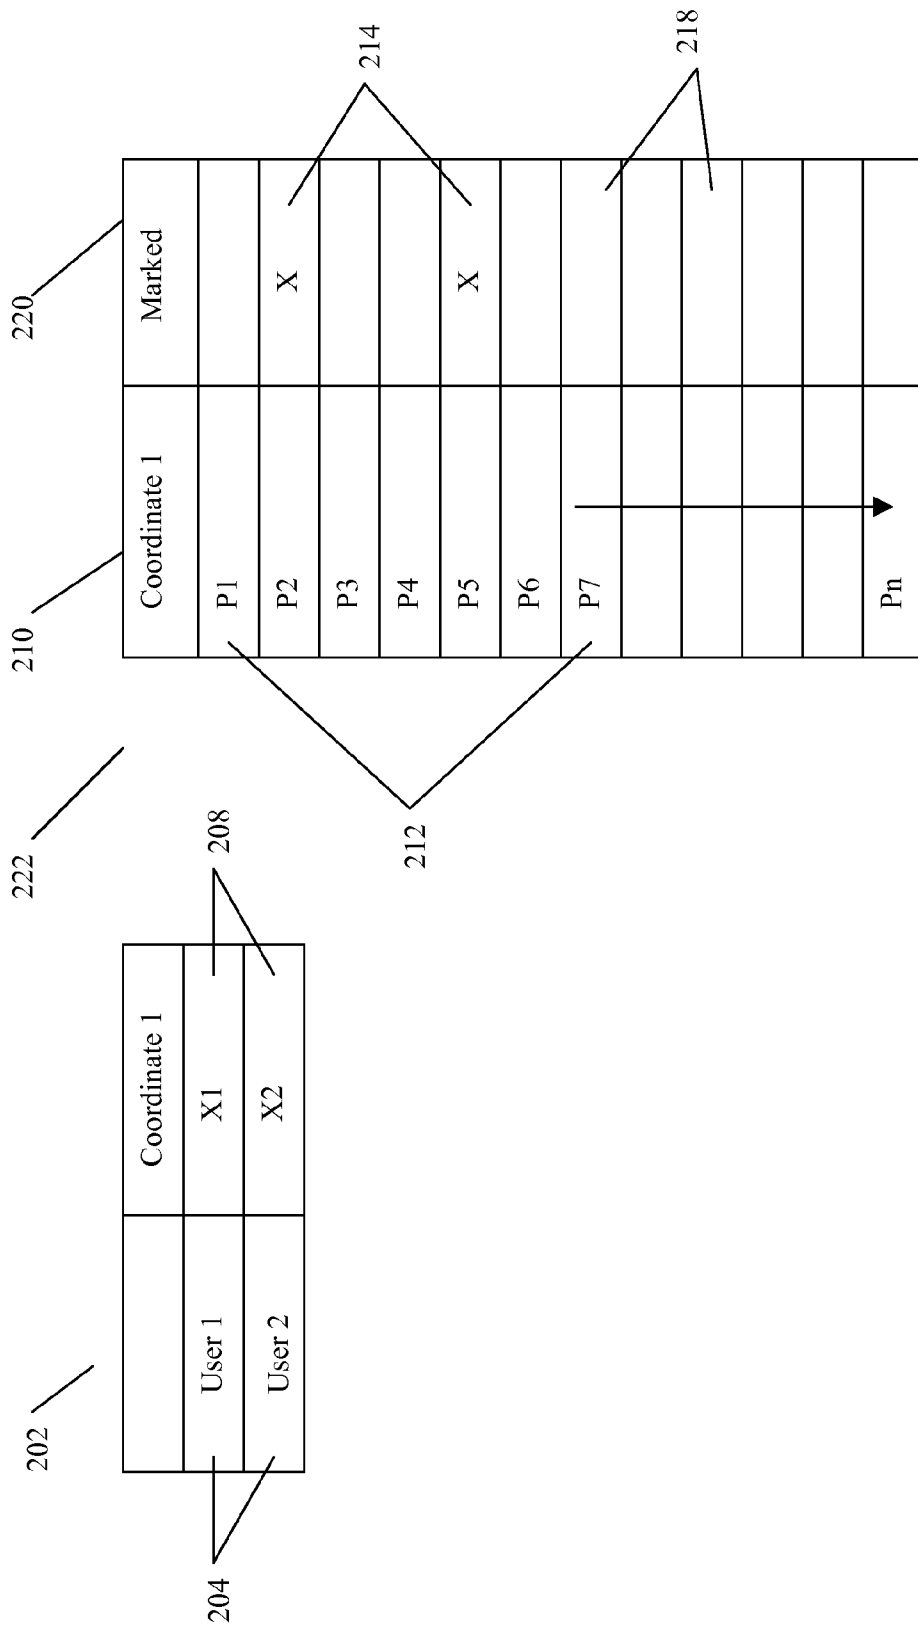 202
222
210
220
Coordinate 1
User 1 X1
User 2 X2
204
208
Coordinate 1 Marked
P1
P2 X
P3
P4
P5 X
P6
P7
Pn
212
214
218